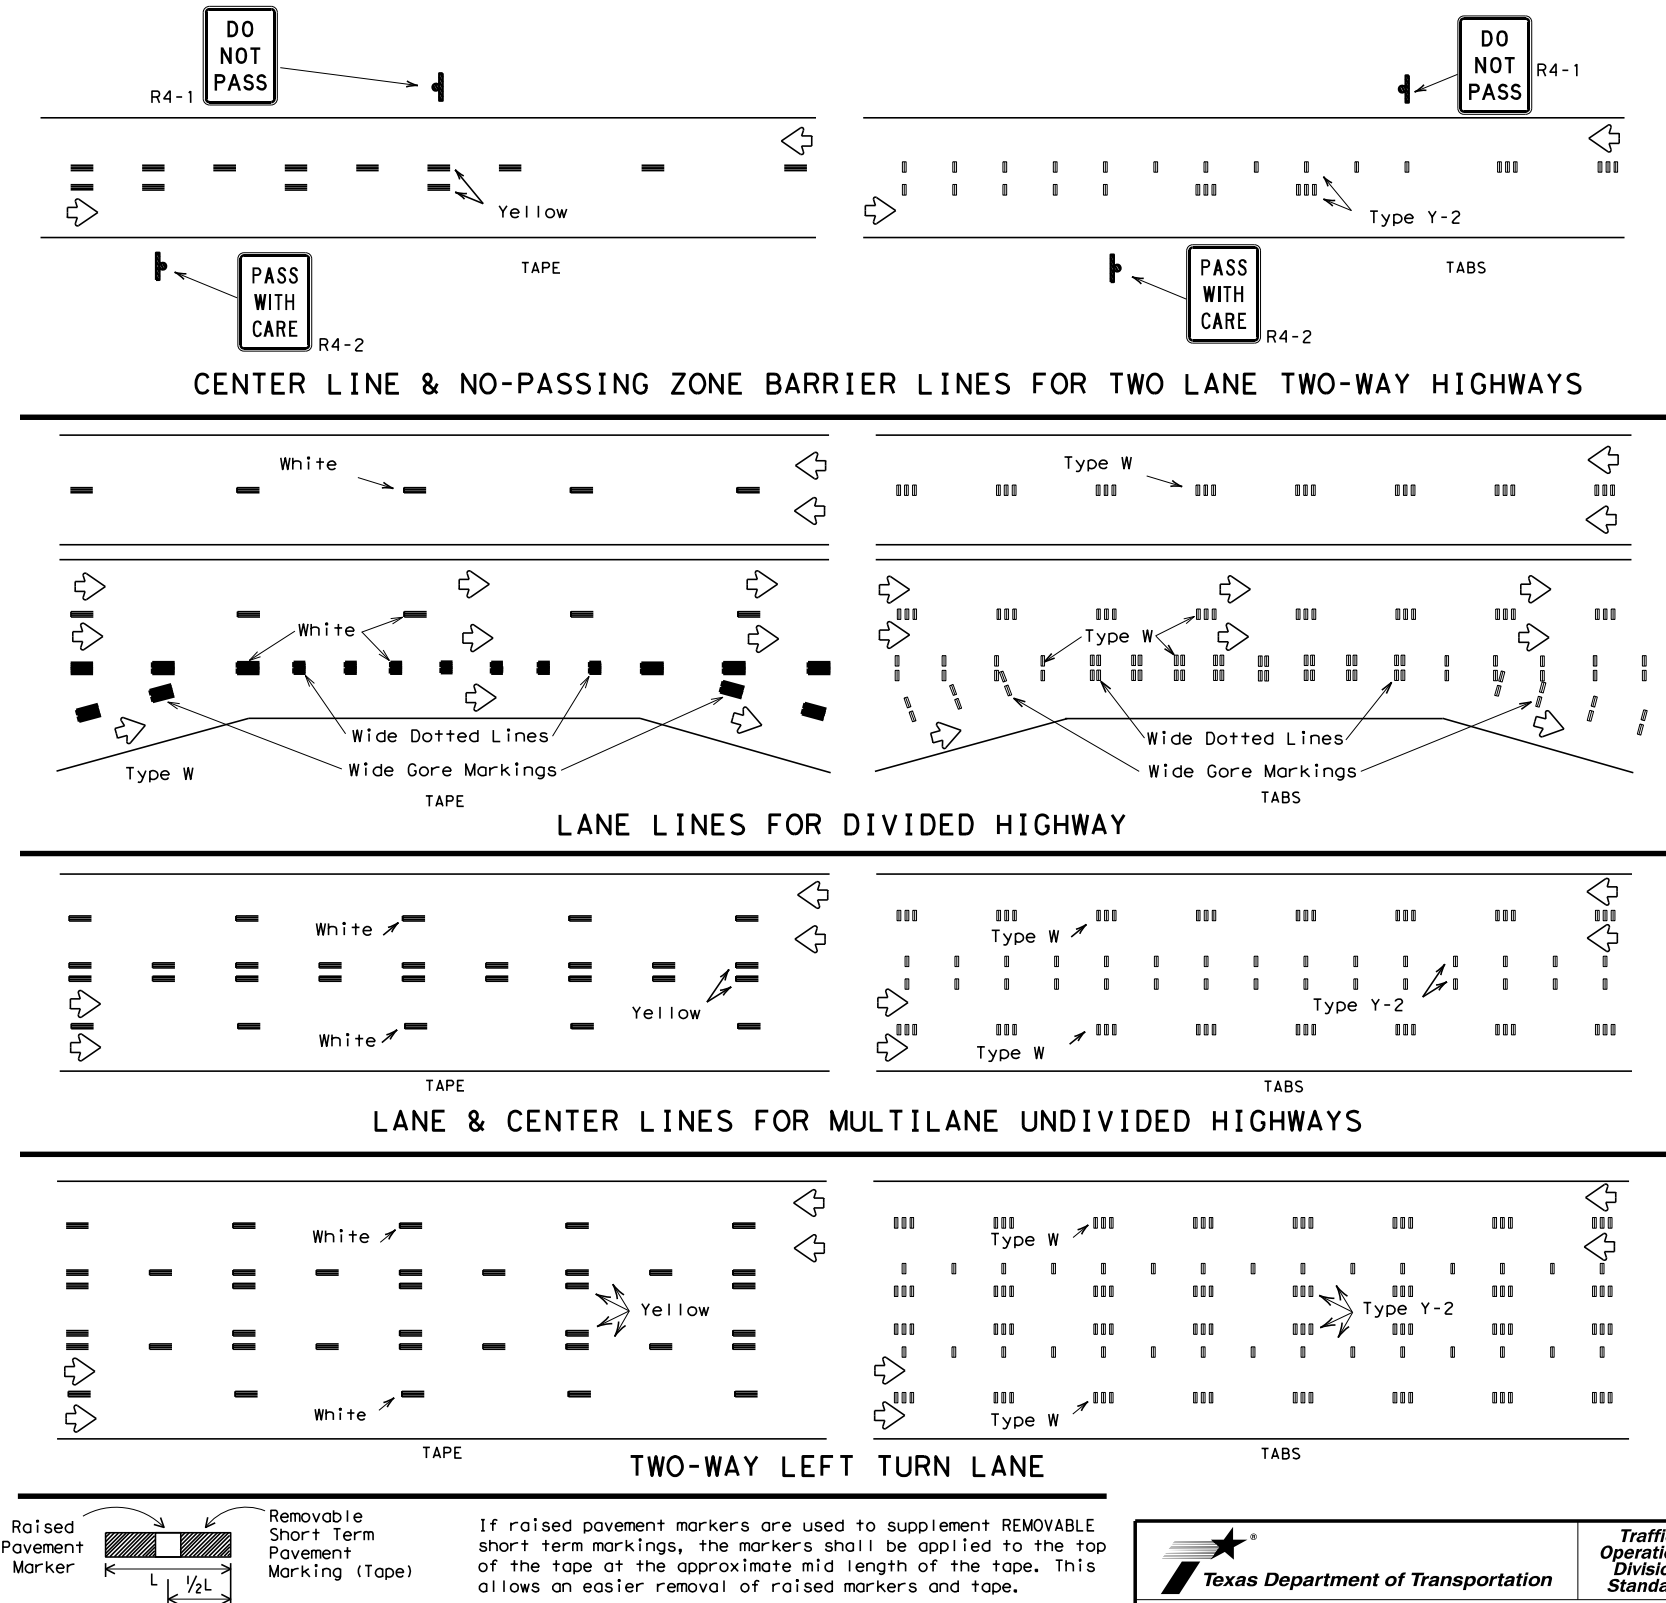 DO
NOT
PASS
R4-1
DO
NOT
PASS
R4-1
Yellow
Type Y-2
PASS
WITH
CARE
R4-2
TAPE
PASS
WITH
CARE
R4-2
TABS
CENTER LINE & NO-PASSING ZONE BARRIER LINES FOR TWO LANE TWO-WAY HIGHWAYS
White
Type W
White
Type W
Wide Dotted Lines
Wide Gore Markings
Type W
TAPE
Wide Dotted Lines
Wide Gore Markings
TABS
LANE LINES FOR DIVIDED HIGHWAY
White
Type W
Yellow
Type Y-2
White
Type W
TAPE
TABS
LANE & CENTER LINES FOR MULTILANE UNDIVIDED HIGHWAYS
White
Type W
Yellow
Type Y-2
White
Type W
TAPE
TABS
TWO-WAY LEFT TURN LANE
Raised
Pavement
Marker
Removable
Short Term
Pavement
Marking (Tape)
L
1/2L
If raised pavement markers are used to supplement REMOVABLE
short term markings, the markers shall be applied to the top
of the tape at the approximate mid length of the tape. This
allows an easier removal of raised markers and tape.
®
Texas Department of Transportation